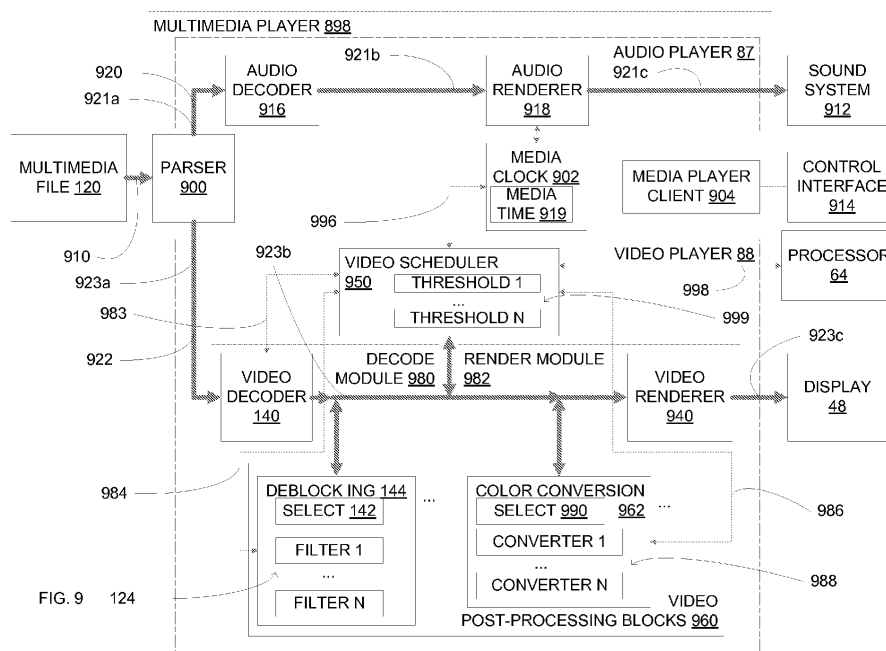 MULTIMEDIA PLAYER 898
920
921a
AUDIO
DECODER
916
921b
AUDIO
RENDERER
918
AUDIO PLAYER 87
921c
SOUND
SYSTEM
912
MULTIMEDIA
FILE 120
PARSER
900
MEDIA
CLOCK 902
MEDIA
TIME 919
MEDIA PLAYER
CLIENT 904
CONTROL
INTERFACE
914
996
910
923a
923b
VIDEO SCHEDULER
950
THRESHOLD 1
...
THRESHOLD N
VIDEO PLAYER 88
998
PROCESSOR
64
983
999
922
VIDEO
DECODER
140
DECODE
MODULE 980
RENDER MODULE
982
VIDEO
RENDERER
940
923c
DISPLAY
48
984
DEBLOCK ING 144
SELECT 142
FILTER 1
...
FILTER N
...
COLOR CONVERSION
SELECT 990 962
CONVERTER 1
...
CONVERTER N
...
986
988
FIG. 9 124
VIDEO
POST-PROCESSING BLOCKS 960